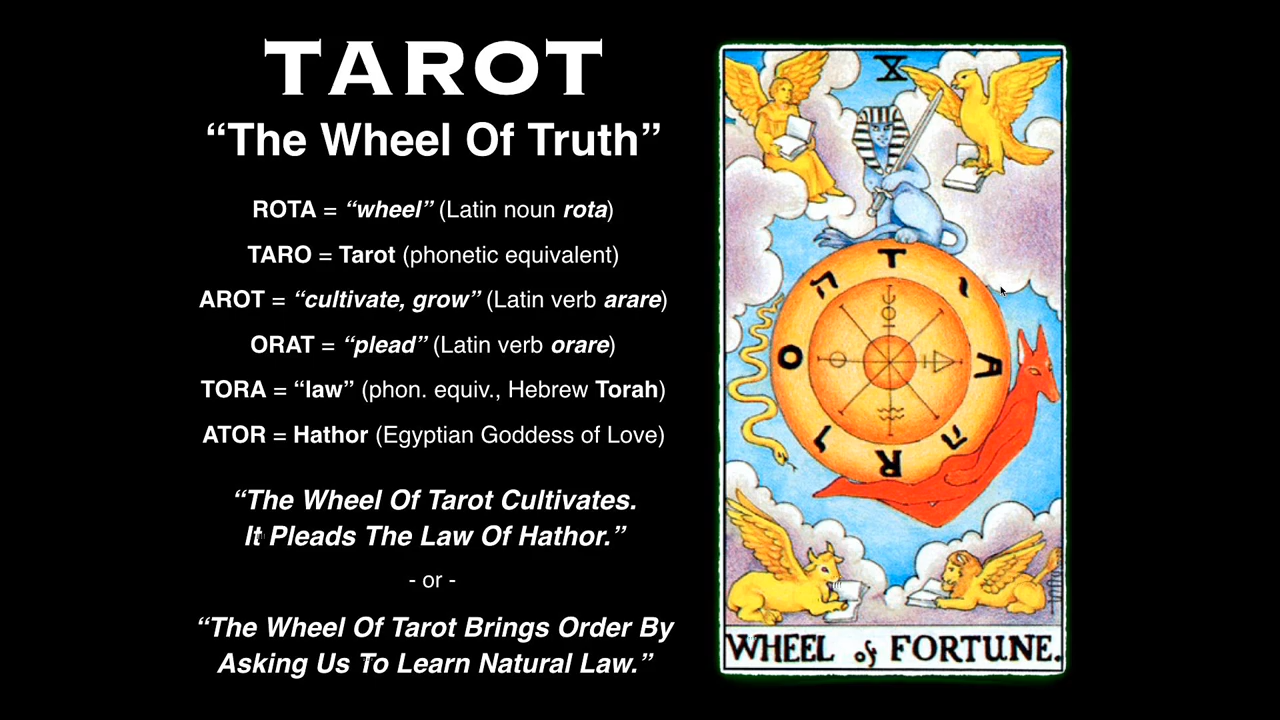 TAROT
“The Wheel Of Truth”
ROTA = “wheel” (Latin noun rota)
TARO = Tarot (phonetic equivalent)
AROT = “cultivate, grow” (Latin verb arare)
ORAT = “plead” (Latin verb orare)
TORA = “law” (phon. equiv., Hebrew Torah)
ATOR = Hathor (Egyptian Goddess of Love)
“The Wheel Of Tarot Cultivates.
It Pleads The Law Of Hathor.”
- or -
“The Wheel Of Tarot Brings Order By
Asking Us To Learn Natural Law.”
X
T
י
A
ה
R
ו
O
ה
WHEEL of FORTUNE.